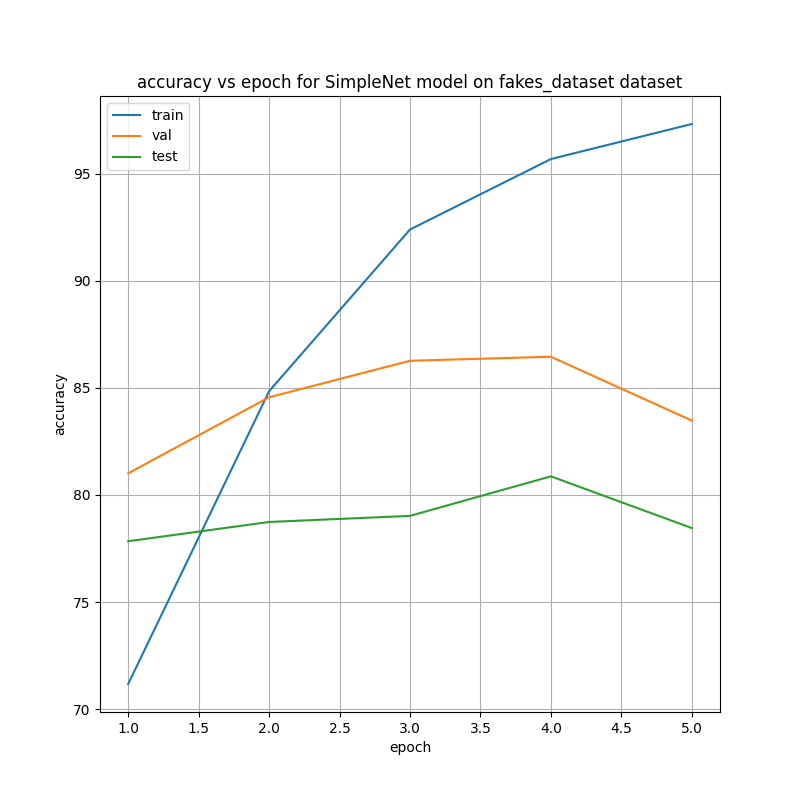 accuracy vs epoch for SimpleNet model on fakes_dataset dataset
train
val
test
95
90
85
80
75
70
accuracy
1.0 1.5 2.0 2.5 3.0 3.5 4.0 4.5 5.0
epoch